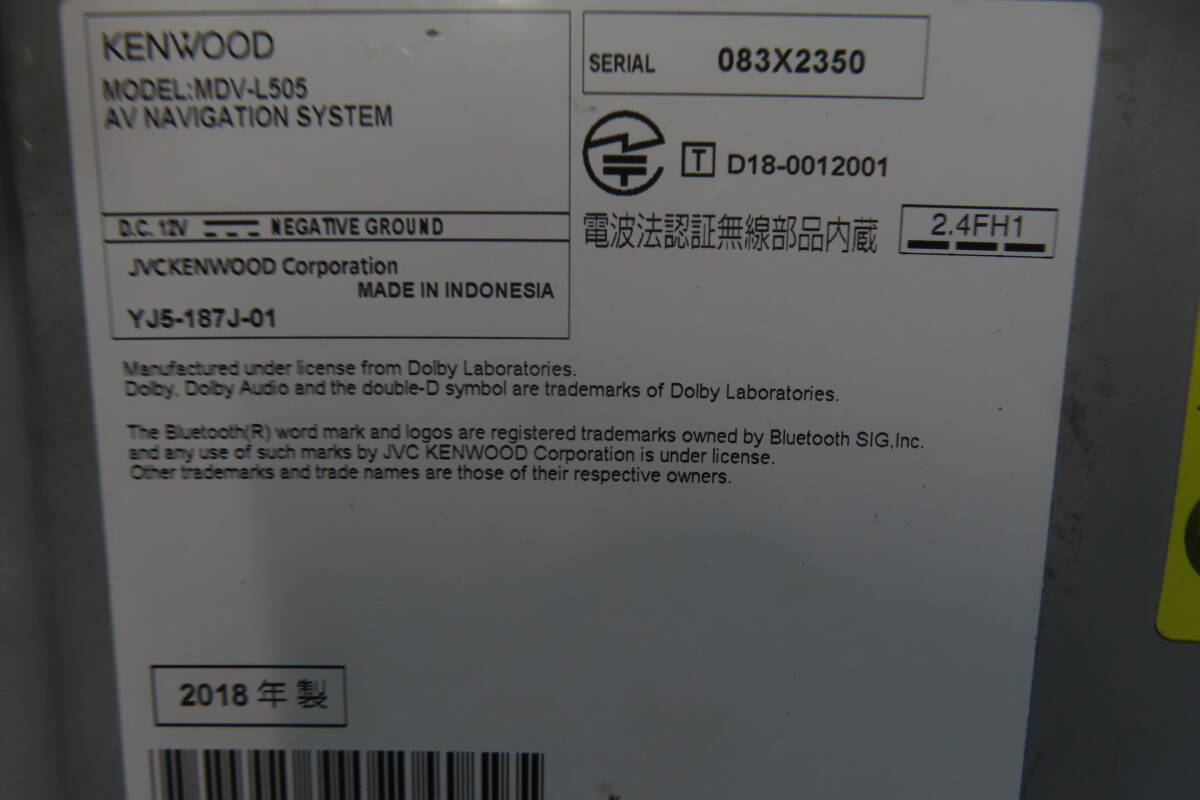 KENWOOD
MODEL:MDV-L505
AV NAVIGATION SYSTEM
D.C. 12V NEGATIVE GROUND
JVCKENWOOD Corporation
MADE IN INDONESIA
YJ5-187J-01
SERIAL 083X2350
T D18-0012001
電波法認証無線部品内蔵 2.4FH1
Manufactured under license from Dolby Laboratories.
Dolby, Dolby Audio and the double-D symbol are trademarks of Dolby Laboratories.
The Bluetooth(R) word mark and logos are registered trademarks owned by Bluetooth SIG,Inc.
and any use of such marks by JVC KENWOOD Corporation is under license.
Other trademarks and trade names are those of their respective owners.
2018 年 製